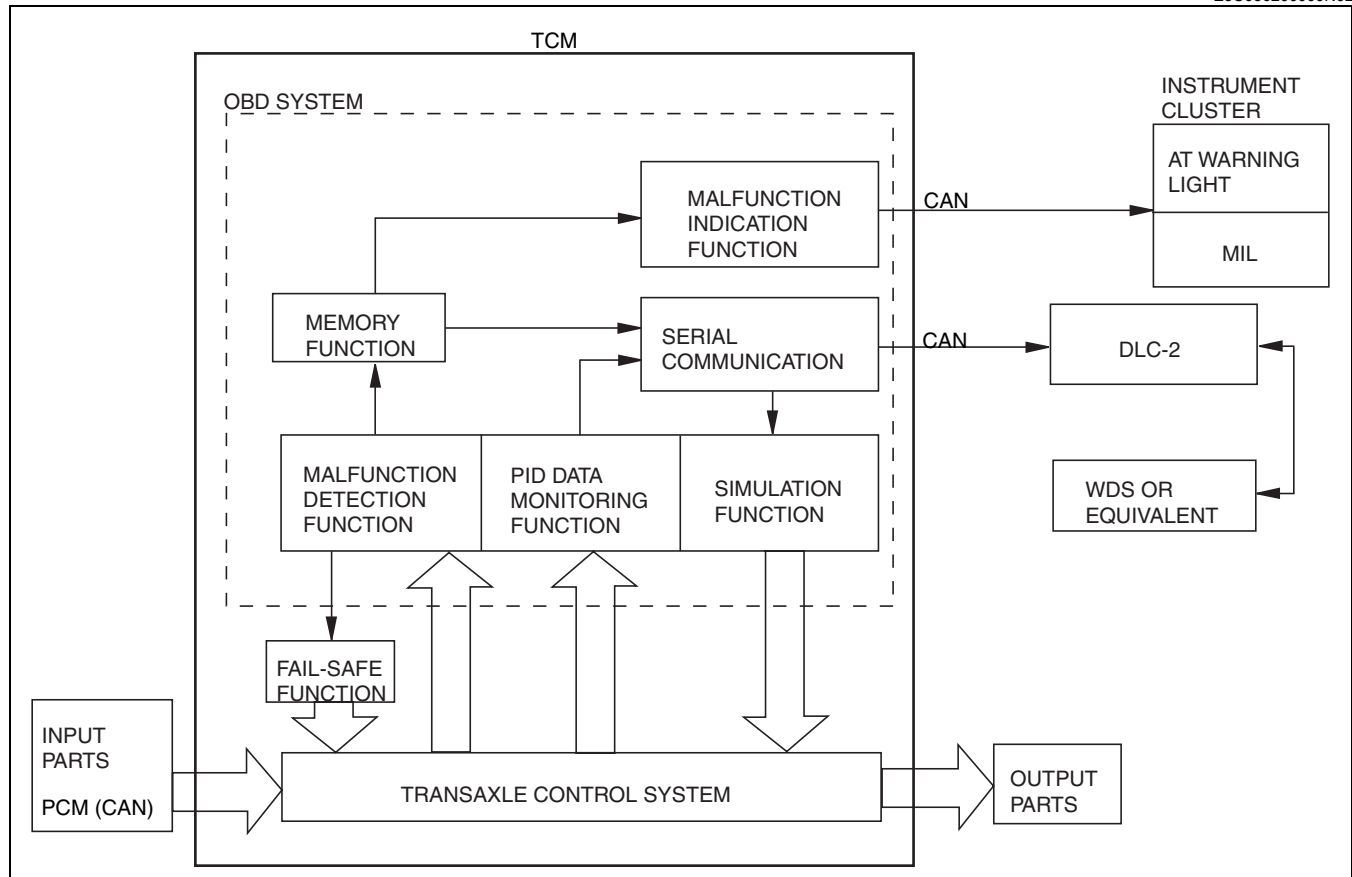 TCM
OBD SYSTEM
INSTRUMENT
CLUSTER
AT WARNING
LIGHT
MIL
MALFUNCTION
INDICATION
FUNCTION
CAN
MEMORY
FUNCTION
SERIAL
COMMUNICATION
CAN
DLC-2
MALFUNCTION
DETECTION
FUNCTION
PID DATA
MONITORING
FUNCTION
SIMULATION
FUNCTION
WDS OR
EQUIVALENT
FAIL-SAFE
FUNCTION
INPUT
PARTS
PCM (CAN)
TRANSAXLE CONTROL SYSTEM
OUTPUT
PARTS